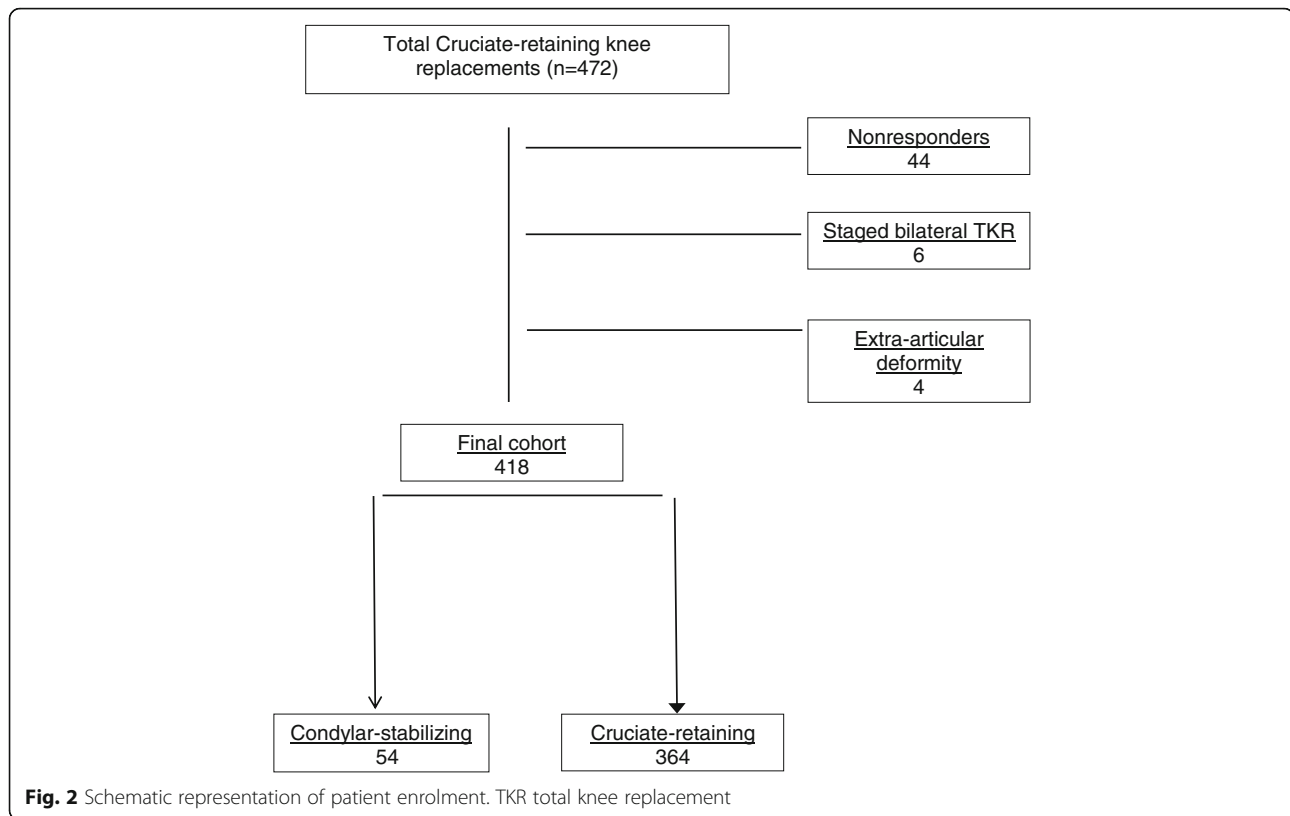 Total Cruciate-retaining knee
replacements (n=472)
Nonresponders
44
Staged bilateral TKR
6
Extra-articular
deformity
4
Final cohort
418
Condylar-stabilizing
54
Cruciate-retaining
364
Fig. 2 Schematic representation of patient enrolment. TKR total knee replacement